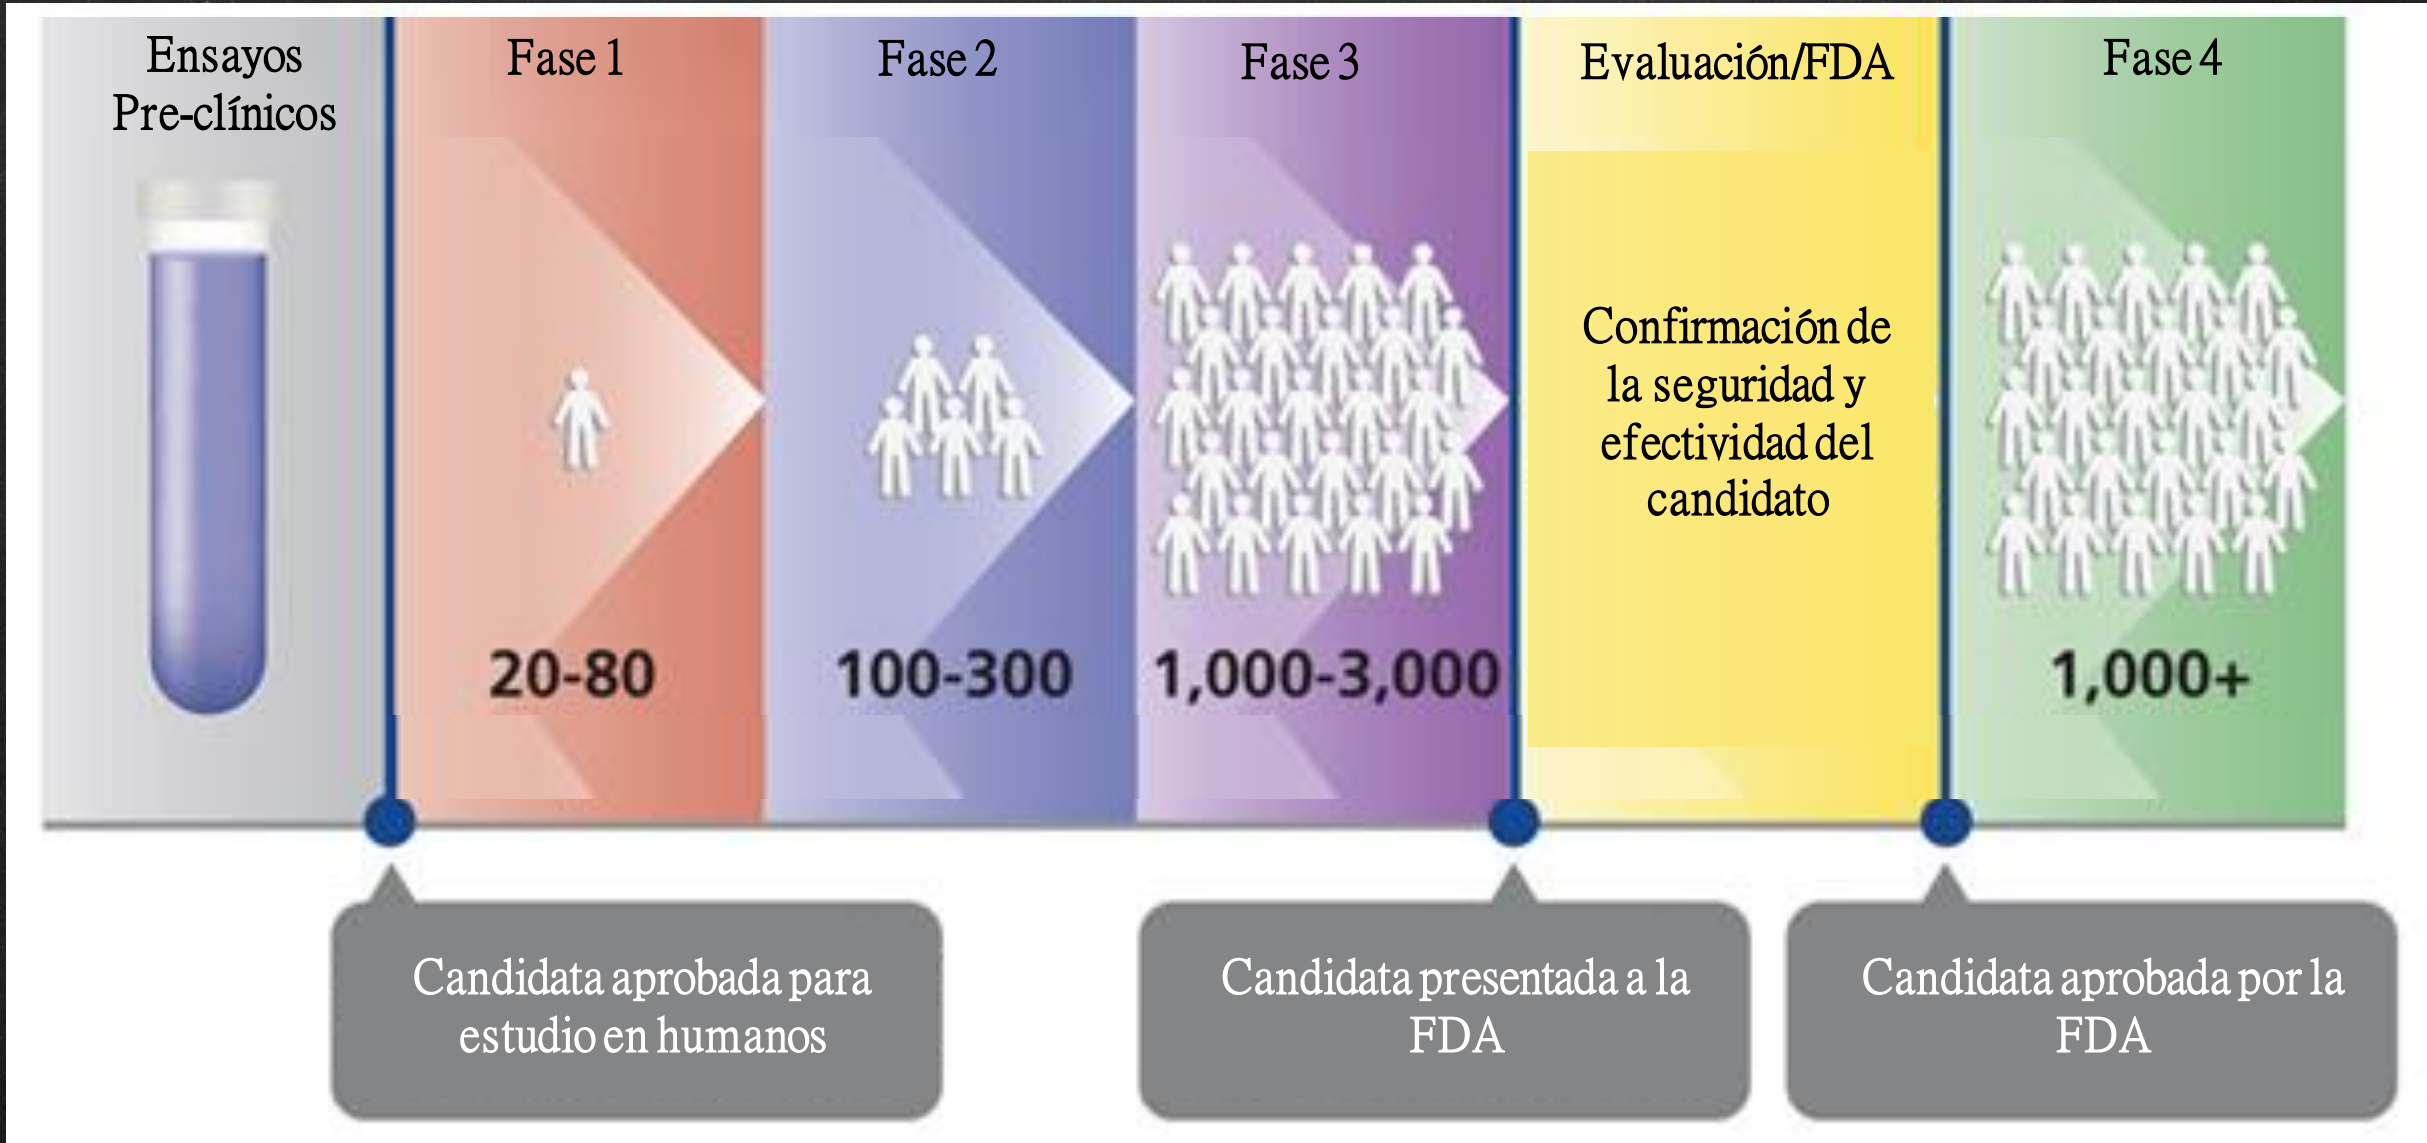 Ensayos
Pre-clínicos
Fase 1
Fase 2
Fase 3
Evaluación/FDA
Fase 4
Confirmación de
la seguridad y
efectividad del
candidato
20-80
100-300
1,000-3,000
1,000+
Candidata aprobada para
estudio en humanos
Candidata presentada a la
FDA
Candidata aprobada por la
FDA